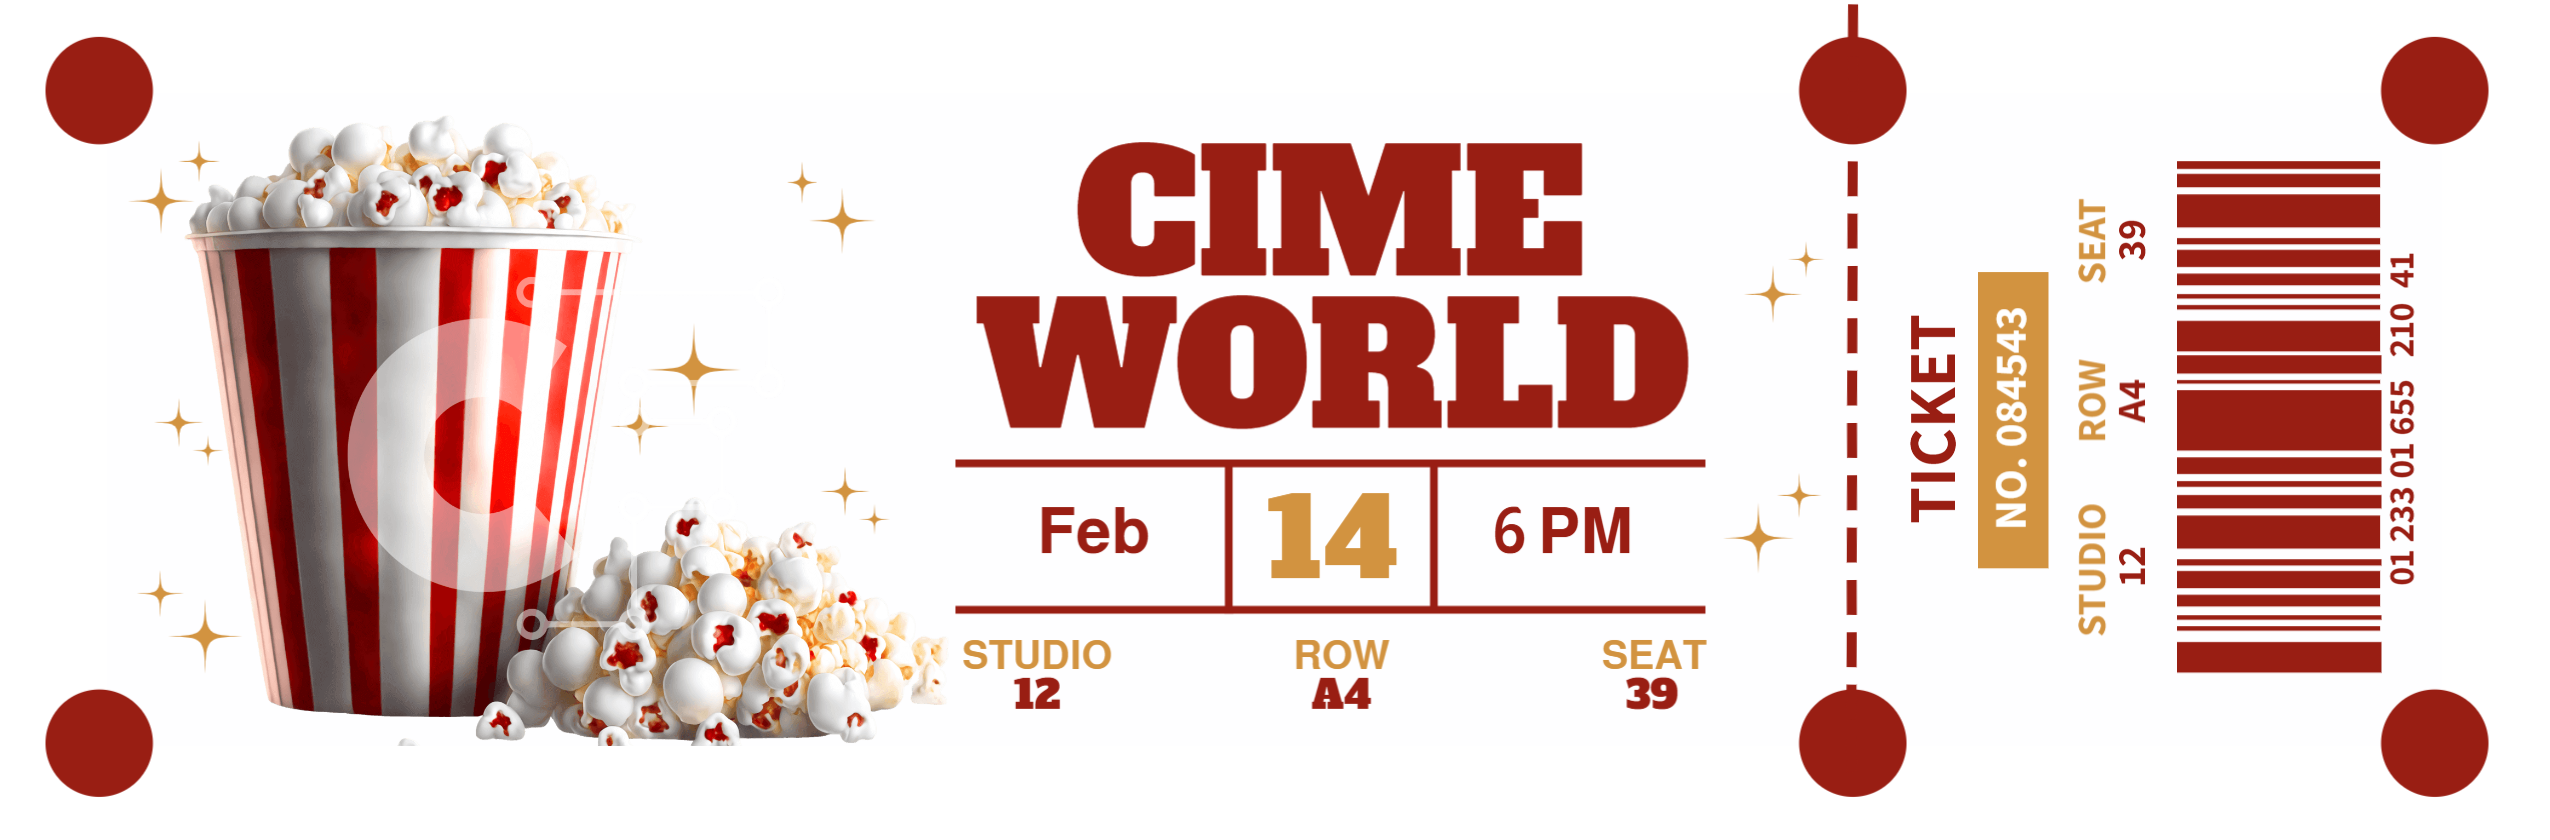 CIME
WORLD
Feb 14 6 PM
STUDIO ROW SEAT
12 A4 39
TICKET
NO. 084543
STUDIO ROW SEAT
12 A4 39
01 233 01 655 210 41